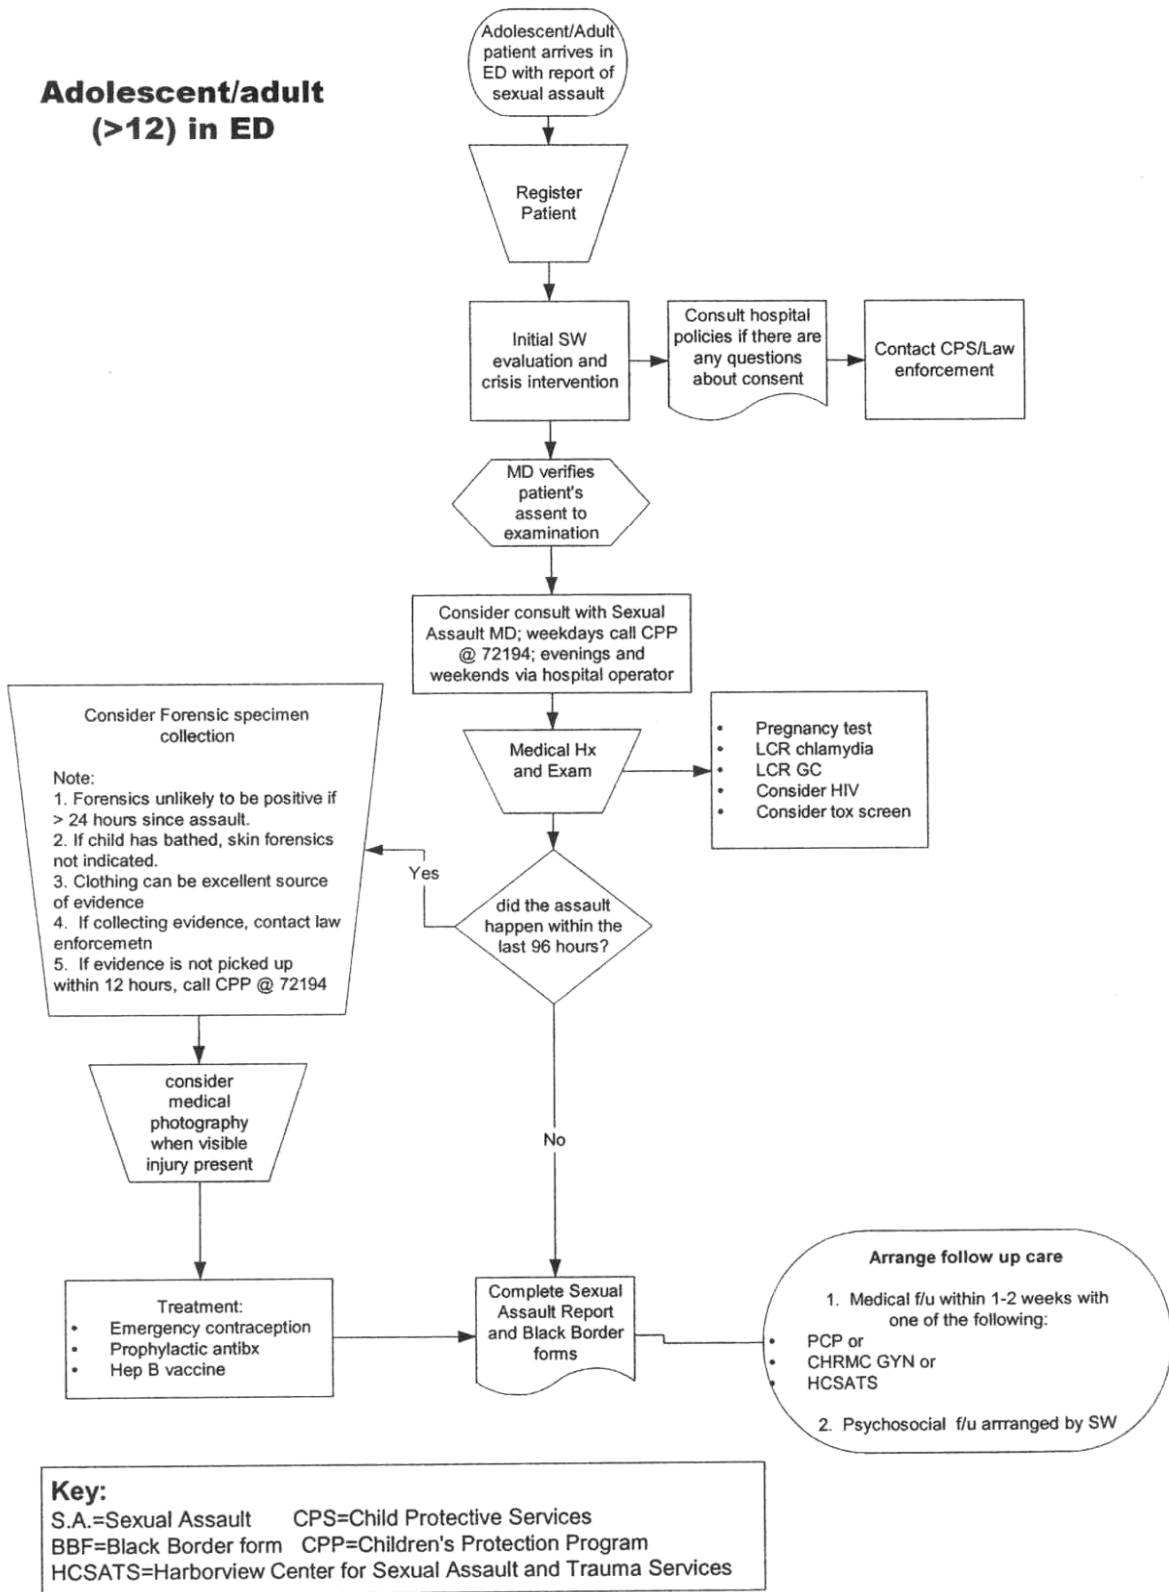 Adolescent/adult
(>12) in ED
Adolescent/Adult
patient arrives in
ED with report of
sexual assault
Register
Patient
Initial SW
evaluation and
crisis intervention
Consult hospital
policies if there are
any questions
about consent
Contact CPS/Law
enforcement
MD verifies
patient's
assent to
examination
Consider consult with Sexual
Assault MD; weekdays call CPP
@ 72194; evenings and
weekends via hospital operator
Medical Hx
and Exam
• Pregnancy test
• LCR chlamydia
• LCR GC
• Consider HIV
• Consider tox screen
did the assault
happen within the
last 96 hours?
Yes
No
Consider Forensic specimen
collection
Note:
1. Forensics unlikely to be positive if
> 24 hours since assault.
2. If child has bathed, skin forensics
not indicated.
3. Clothing can be excellent source
of evidence
4. If collecting evidence, contact law
enforcemetn
5. If evidence is not picked up
within 12 hours, call CPP @ 72194
consider
medical
photography
when visible
injury present
Treatment:
• Emergency contraception
• Prophylactic antibx
• Hep B vaccine
Complete Sexual
Assault Report
and Black Border
forms
Arrange follow up care
1. Medical f/u within 1-2 weeks with
one of the following:
• PCP or
• CHRMC GYN or
• HCSATS
2. Psychosocial f/u arrranged by SW
Key:
S.A.=Sexual Assault CPS=Child Protective Services
BBF=Black Border form CPP=Children's Protection Program
HCSATS=Harborview Center for Sexual Assault and Trauma Services